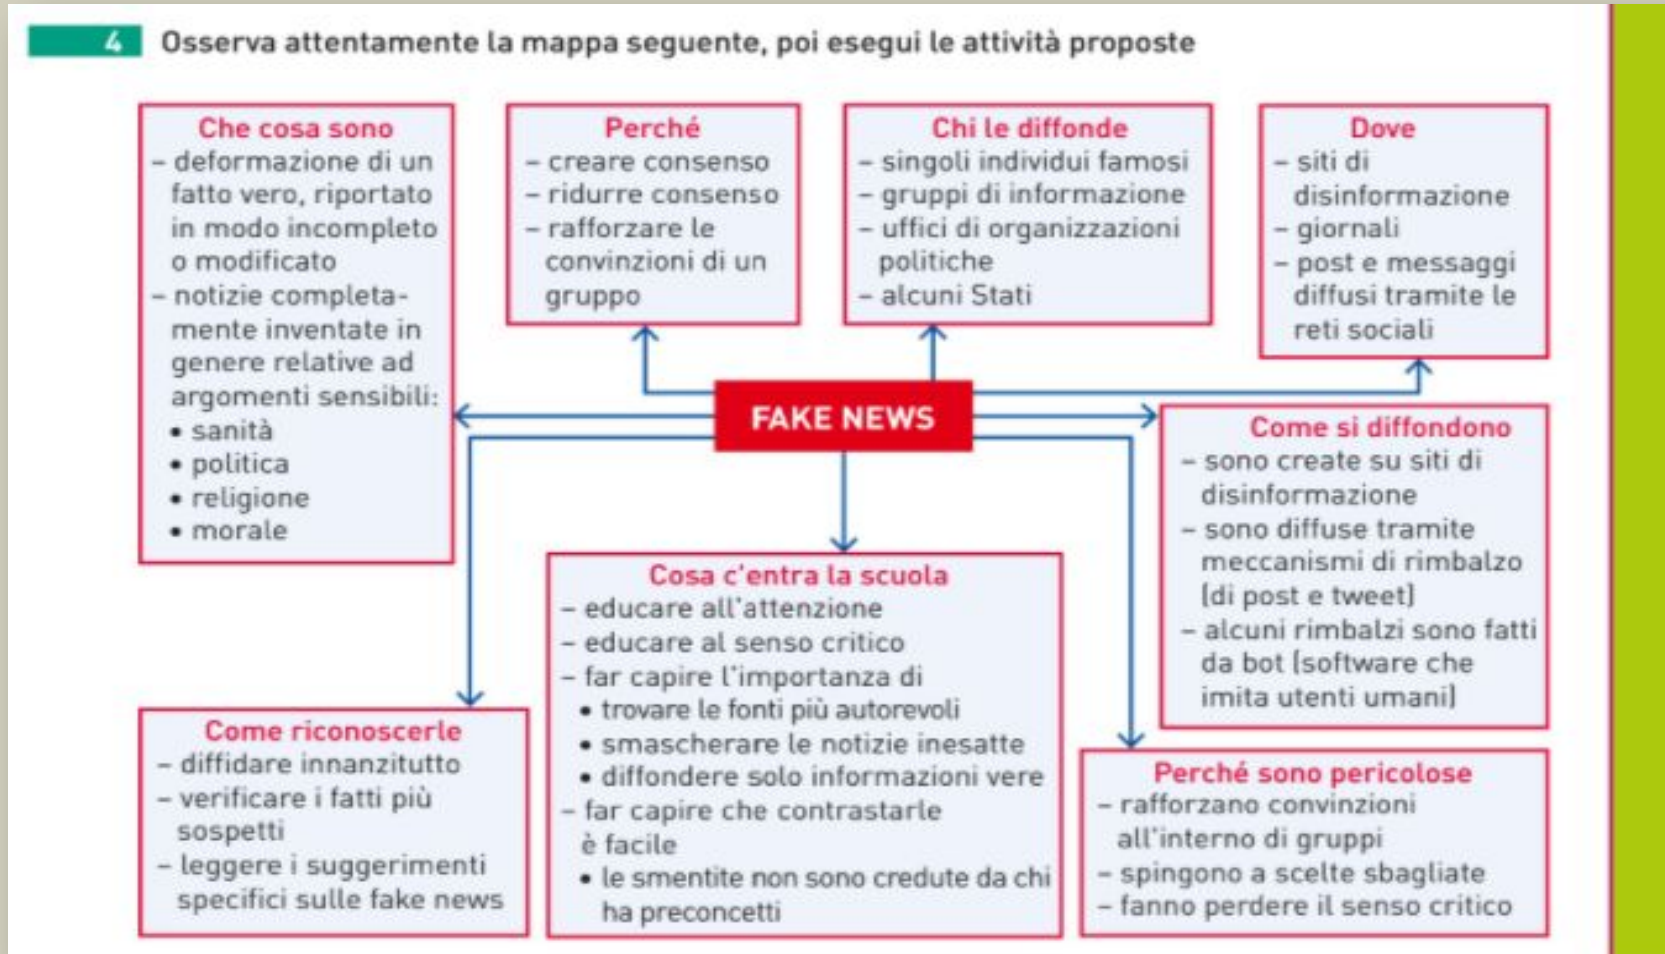 4 Osserva attentamente la mappa seguente, poi esegui le attività proposte
Che cosa sono
– deformazione di un
fatto vero, riportato
in modo incompleto
o modificato
– notizie completa-
mente inventate in
genere relative ad
argomenti sensibili:
• sanità
• politica
• religione
• morale
Perché
– creare consenso
– ridurre consenso
– rafforzare le
convinzioni di un
gruppo
Chi le diffonde
– singoli individui famosi
– gruppi di informazione
– uffici di organizzazioni
politiche
– alcuni Stati
Dove
– siti di
disinformazione
– giornali
– post e messaggi
diffusi tramite le
reti sociali
FAKE NEWS
Come si diffondono
– sono create su siti di
disinformazione
– sono diffuse tramite
meccanismi di rimbalzo
(di post e tweet)
– alcuni rimbalzi sono fatti
da bot (software che
imita utenti umani)
Come riconoscerle
– diffidare innanzitutto
– verificare i fatti più
sospetti
– leggere i suggerimenti
specifici sulle fake news
Cosa c'entra la scuola
– educare all'attenzione
– educare al senso critico
– far capire l'importanza di
• trovare le fonti più autorevoli
• smascherare le notizie inesatte
• diffondere solo informazioni vere
– far capire che contrastarle
è facile
• le smentite non sono credute da chi
ha preconcetti
Perché sono pericolose
– rafforzano convinzioni
all'interno di gruppi
– spingono a scelte sbagliate
– fanno perdere il senso critico